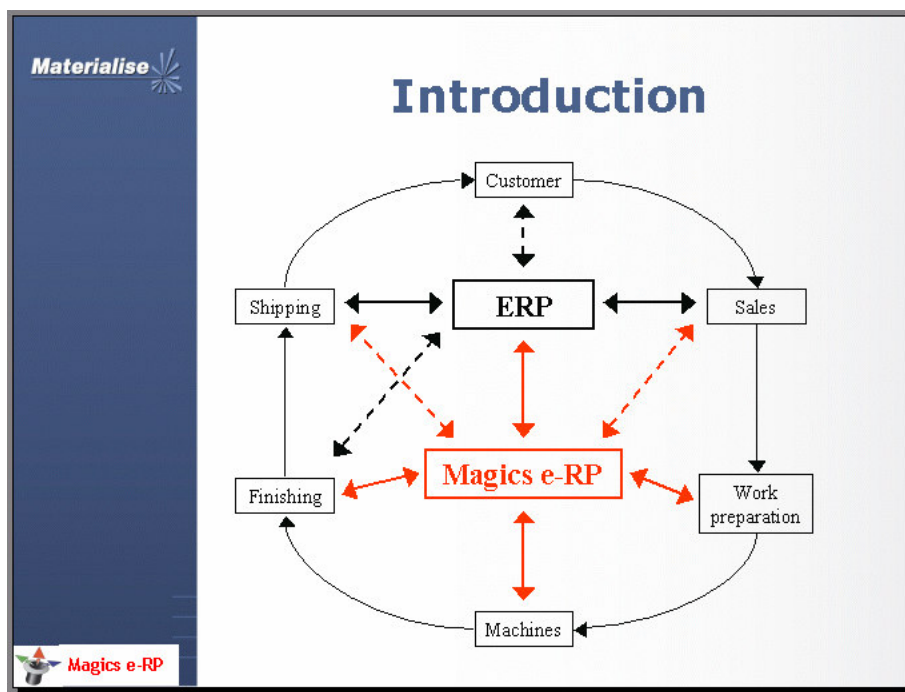 Materialise
Introduction
Customer
Shipping
ERP
Sales
Magics e-RP
Finishing
Work
preparation
Machines
Magics e-RP